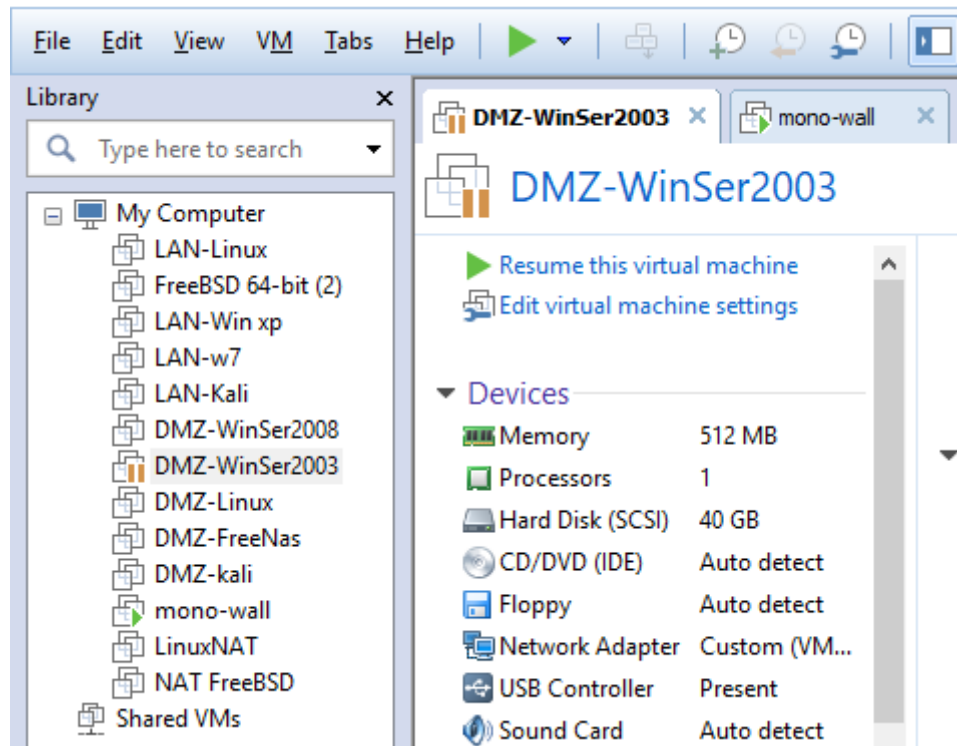 File Edit View VM Tabs Help
Library
Type here to search
My Computer
LAN-Linux
FreeBSD 64-bit (2)
LAN-Win xp
LAN-w7
LAN-Kali
DMZ-WinSer2008
DMZ-WinSer2003
DMZ-Linux
DMZ-FreeNas
DMZ-kali
mono-wall
LinuxNAT
NAT FreeBSD
Shared VMs
DMZ-WinSer2003 mono-wall
DMZ-WinSer2003
Resume this virtual machine
Edit virtual machine settings
Devices
Memory 512 MB
Processors 1
Hard Disk (SCSI) 40 GB
CD/DVD (IDE) Auto detect
Floppy Auto detect
Network Adapter Custom (VM...
USB Controller Present
Sound Card Auto detect